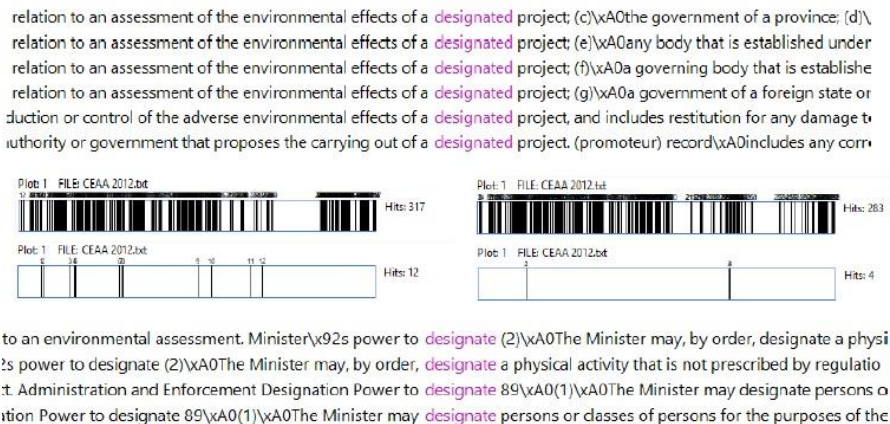 relation to an assessment of the environmental effects of a designated project; (c)\xA0the government of a province; (d)\
relation to an assessment of the environmental effects of a designated project; (e)\xA0any body that is established under
relation to an assessment of the environmental effects of a designated project; (f)\xA0a governing body that is establishe
relation to an assessment of the environmental effects of a designated project; (g)\xA0a government of a foreign state or
duction or control of the adverse environmental effects of a designated project, and includes restitution for any damage t
uthority or government that proposes the carrying out of a designated project. (promoteur) record\xA0includes any corr
Plot: 1 FILE: CEAA 2012.txt
Hits: 317
Plot: 1 FILE: CEAA 2012.txt
Hits: 283
Plot: 1 FILE: CEAA 2012.txt
9 10 11 12
Hits: 12
Plot: 1 FILE: CEAA 2012.txt
Hits: 4
to an environmental assessment. Minister\x92s power to designate (2)\xA0The Minister may, by order, designate a physi
2s power to designate (2)\xA0The Minister may, by order, designate a physical activity that is not prescribed by regulatio
t. Administration and Enforcement Designation Power to designate 89\xA0(1)\xA0The Minister may designate persons o
tion Power to designate 89\xA0(1)\xA0The Minister may designate persons or classes of persons for the purposes of the